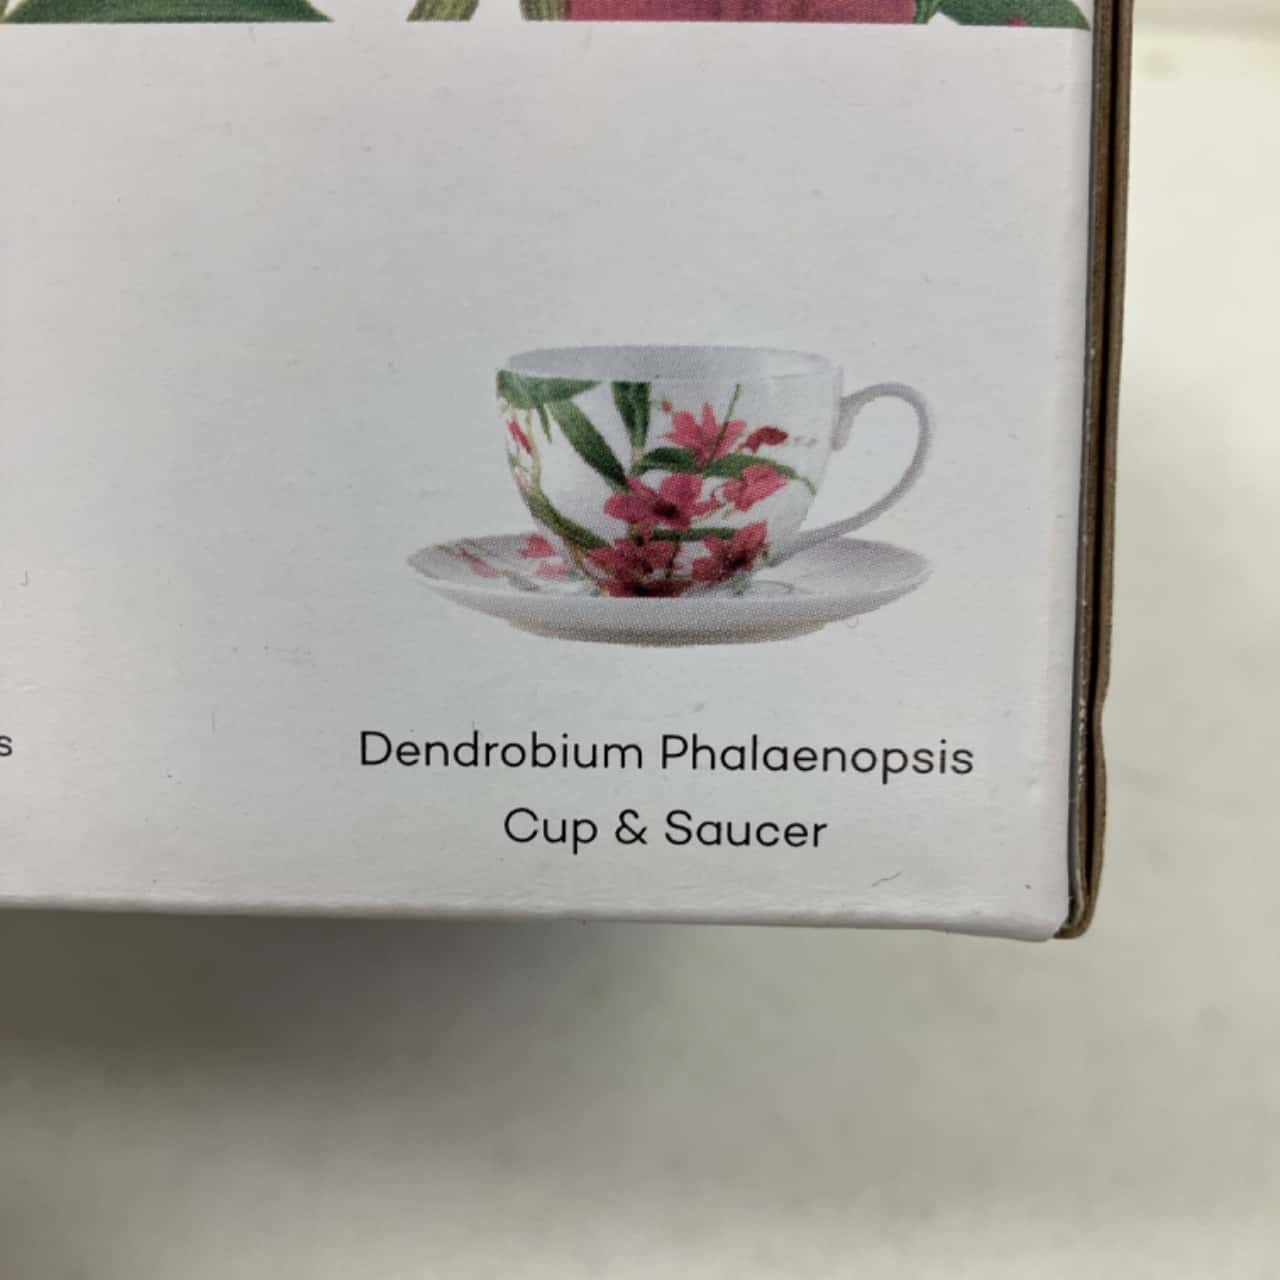 Dendrobium Phalaenopsis
Cup & Saucer